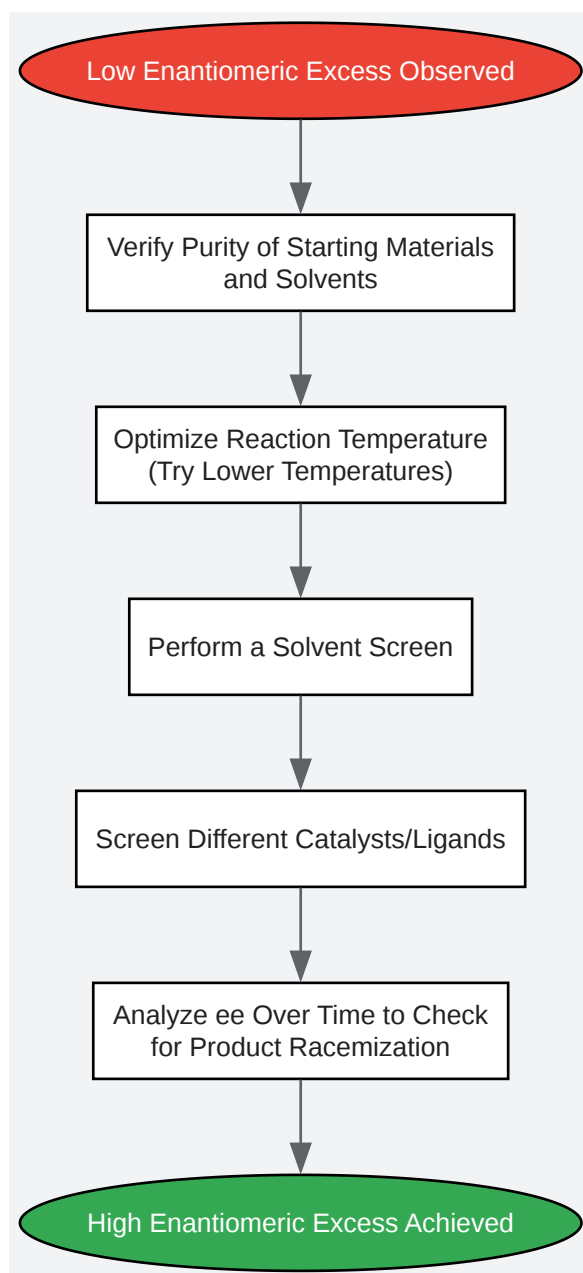 Low Enantiomeric Excess Observed
Verify Purity of Starting Materials
and Solvents
Optimize Reaction Temperature
(Try Lower Temperatures)
Perform a Solvent Screen
Screen Different Catalysts/Ligands
Analyze ee Over Time to Check
for Product Racemization
High Enantiomeric Excess Achieved